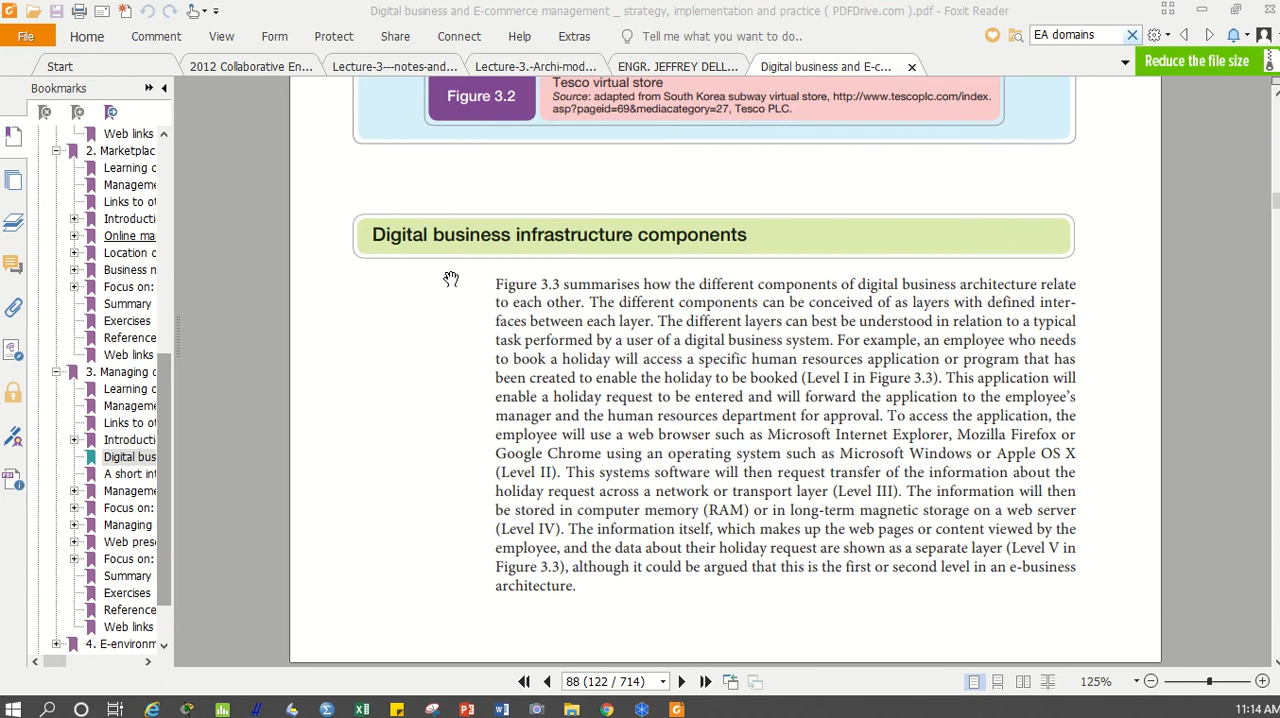 Digital business and E-commerce management _ strategy, implementation and practice ( PDFDrive.com ).pdf - Foxit Reader
File Home Comment View Form Protect Share Connect Help Extras Tell me what you want to do.. EA domains
Start 2012 Collaborative En... Lecture-3---notes-and... Lecture-3.-Archi-mod... ENGR. JEFFREY DELL... Digital business and E-c... Reduce the file size
Bookmarks
Web links
2. Marketplac
Learning o
Manageme
Links to ot
Introducti
Online ma
Location o
Business m
Focus on:
Summary
Exercises
Reference
Web links
3. Managing d
Learning o
Manageme
Links to ot
Introducti
Digital bus
A short int
Manageme
Focus on:
Managing
Web prese
Focus on:
Summary
Exercises
Reference
Web links
4. E-environm
Figure 3.2
Tesco virtual store
Source: adapted from South Korea subway virtual store, http://www.tescoplc.com/index.
asp?pageid=69&mediacategory=27, Tesco PLC.
Digital business infrastructure components
Figure 3.3 summarises how the different components of digital business architecture relate
to each other. The different components can be conceived of as layers with defined inter-
faces between each layer. The different layers can best be understood in relation to a typical
task performed by a user of a digital business system. For example, an employee who needs
to book a holiday will access a specific human resources application or program that has
been created to enable the holiday to be booked (Level I in Figure 3.3). This application will
enable a holiday request to be entered and will forward the application to the employee's
manager and the human resources department for approval. To access the application, the
employee will use a web browser such as Microsoft Internet Explorer, Mozilla Firefox or
Google Chrome using an operating system such as Microsoft Windows or Apple OS X
(Level II). This systems software will then request transfer of the information about the
holiday request across a network or transport layer (Level III). The information will then
be stored in computer memory (RAM) or in long-term magnetic storage on a web server
(Level IV). The information itself, which makes up the web pages or content viewed by the
employee, and the data about their holiday request are shown as a separate layer (Level V in
Figure 3.3), although it could be argued that this is the first or second level in an e-business
architecture.
88 (122 / 714) 125%
11:14 AM